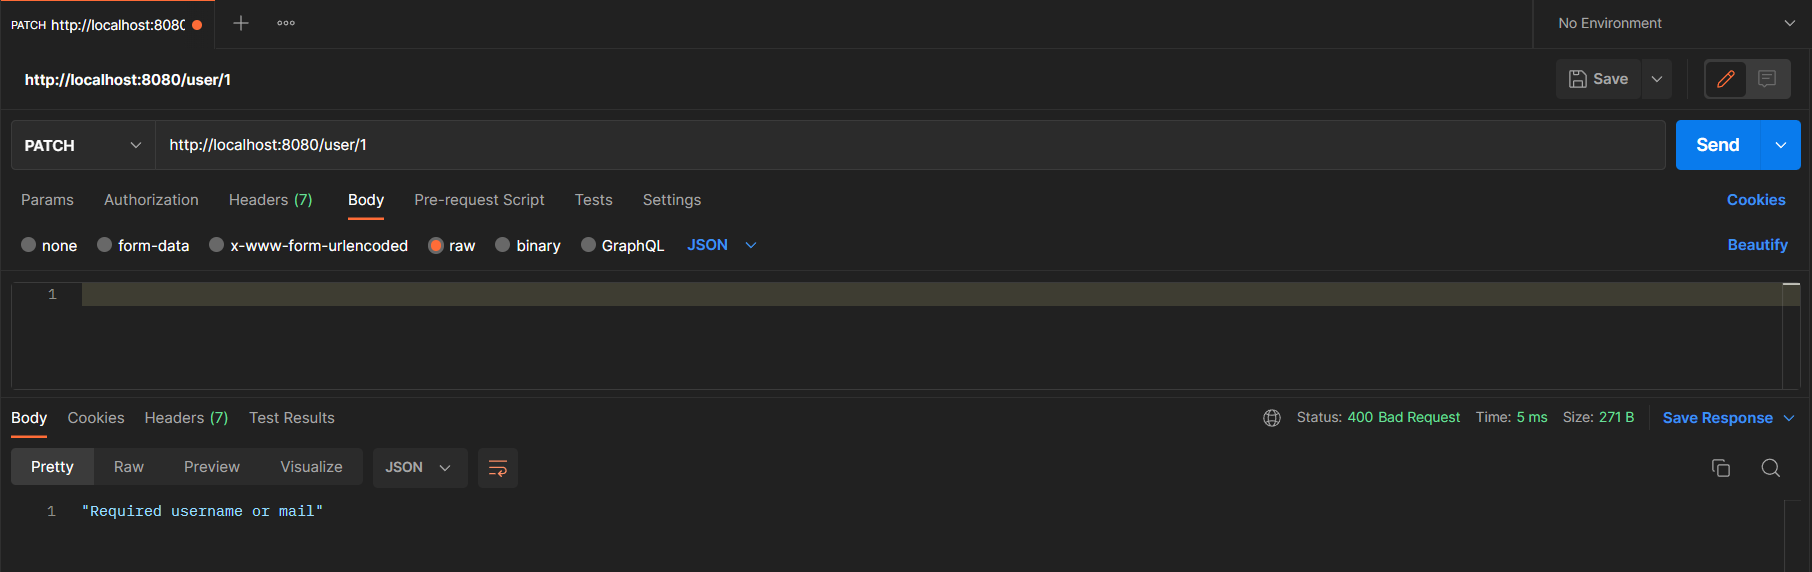 PATCH http://localhost:808 No Environment
http://localhost:8080/user/1 Save
PATCH http://localhost:8080/user/1 Send
Params Authorization Headers (7) Body Pre-request Script Tests Settings Cookies
none form-data x-www-form-urlencoded raw binary GraphQL JSON Beautify
1
Body Cookies Headers (7) Test Results Status: 400 Bad Request Time: 5 ms Size: 271 B Save Response
Pretty Raw Preview Visualize JSON
1 "Required username or mail"